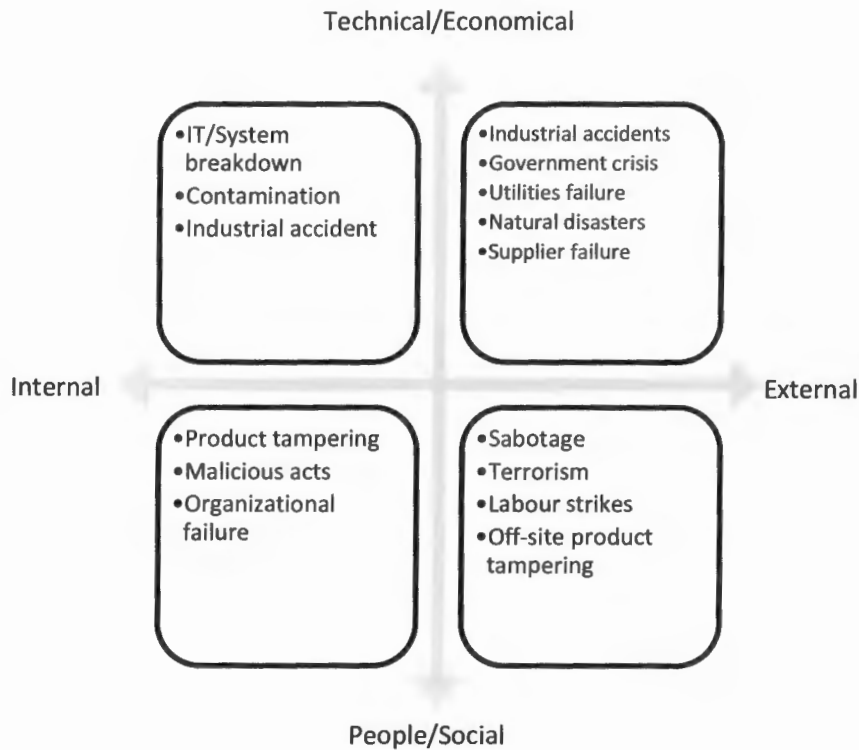 Technical/Economical
•IT/System
breakdown
•Contamination
•Industrial accident
•Industrial accidents
•Government crisis
•Utilities failure
•Natural disasters
•Supplier failure
Internal
External
•Product tampering
•Malicious acts
•Organizational
failure
•Sabotage
•Terrorism
•Labour strikes
•Off-site product
tampering
People/Social